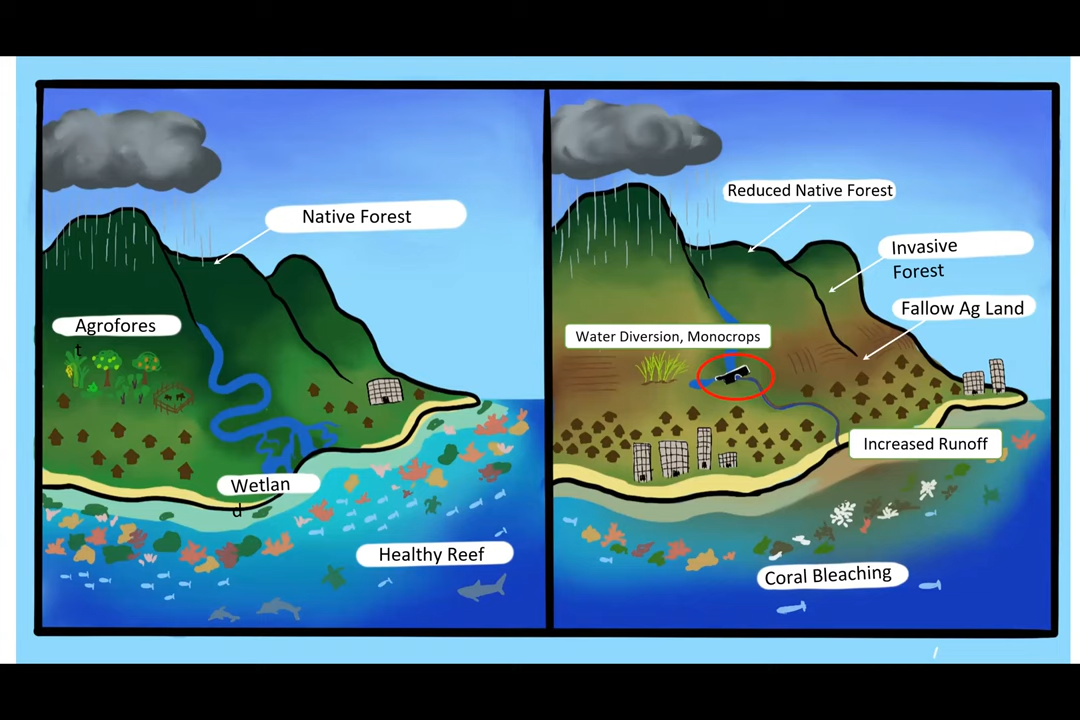 Native Forest
Agrofores
t
Wetlan
d
Healthy Reef
Reduced Native Forest
Invasive
Forest
Fallow Ag Land
Water Diversion, Monocrops
Increased Runoff
Coral Bleaching